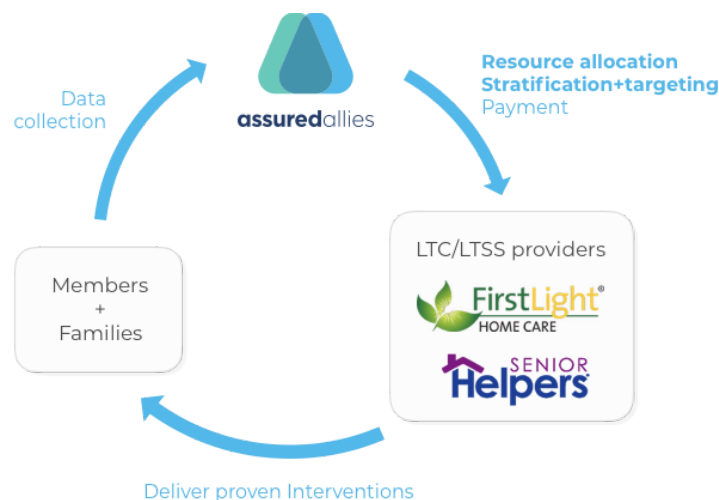 Data
collection
assuredallies
Resource allocation
Stratification+targeting
Payment
LTC/LTSS providers
FirstLight®
HOME CARE
SENIOR
Helpers
Members
+
Families
Deliver proven Interventions